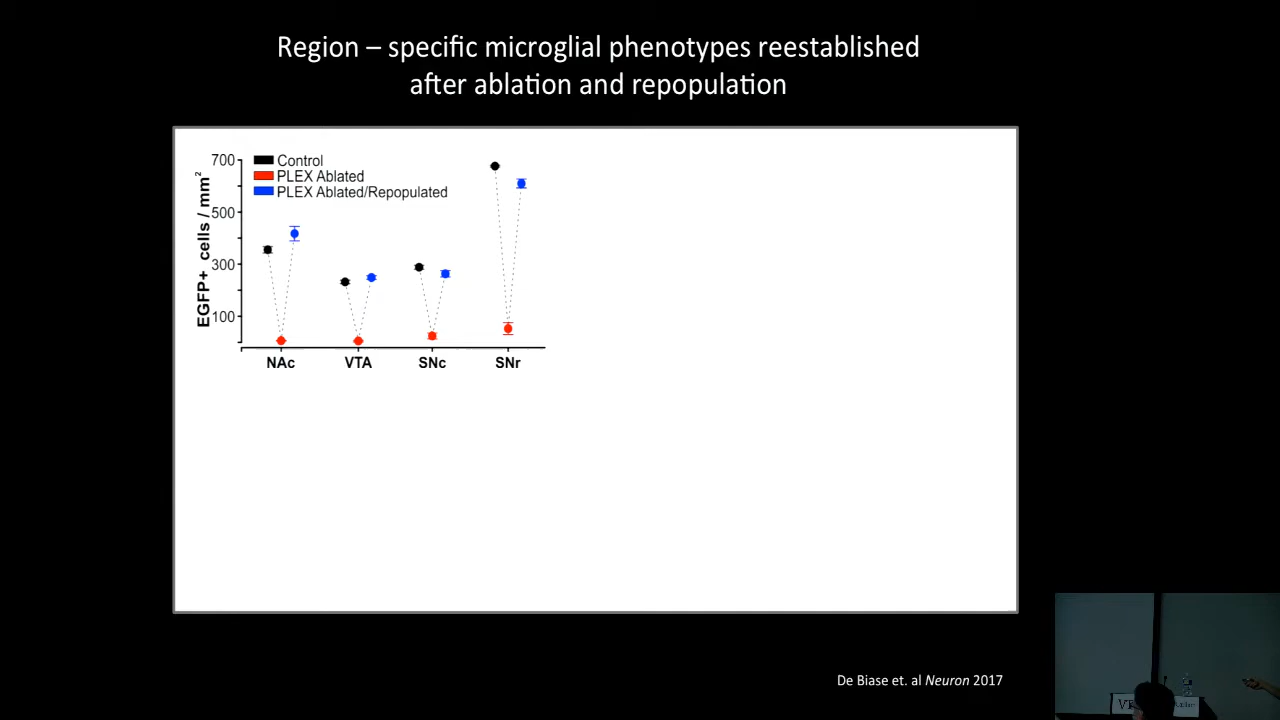 Region – specific microglial phenotypes reestablished
after ablation and repopulation
700
500
300
100
EGFP+ cells / mm²
Control
PLEX Ablated
PLEX Ablated/Repopulated
NAc
VTA
SNc
SNr
De Biase et. al Neuron 2017